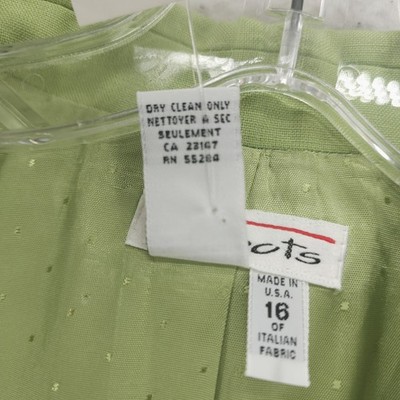 DRY CLEAN ONLY
NETTOYER A SEC
SEULEMENT
CA 23167
RN 55284
MADE IN
U.S.A.
16
OF
ITALIAN
FABRIC